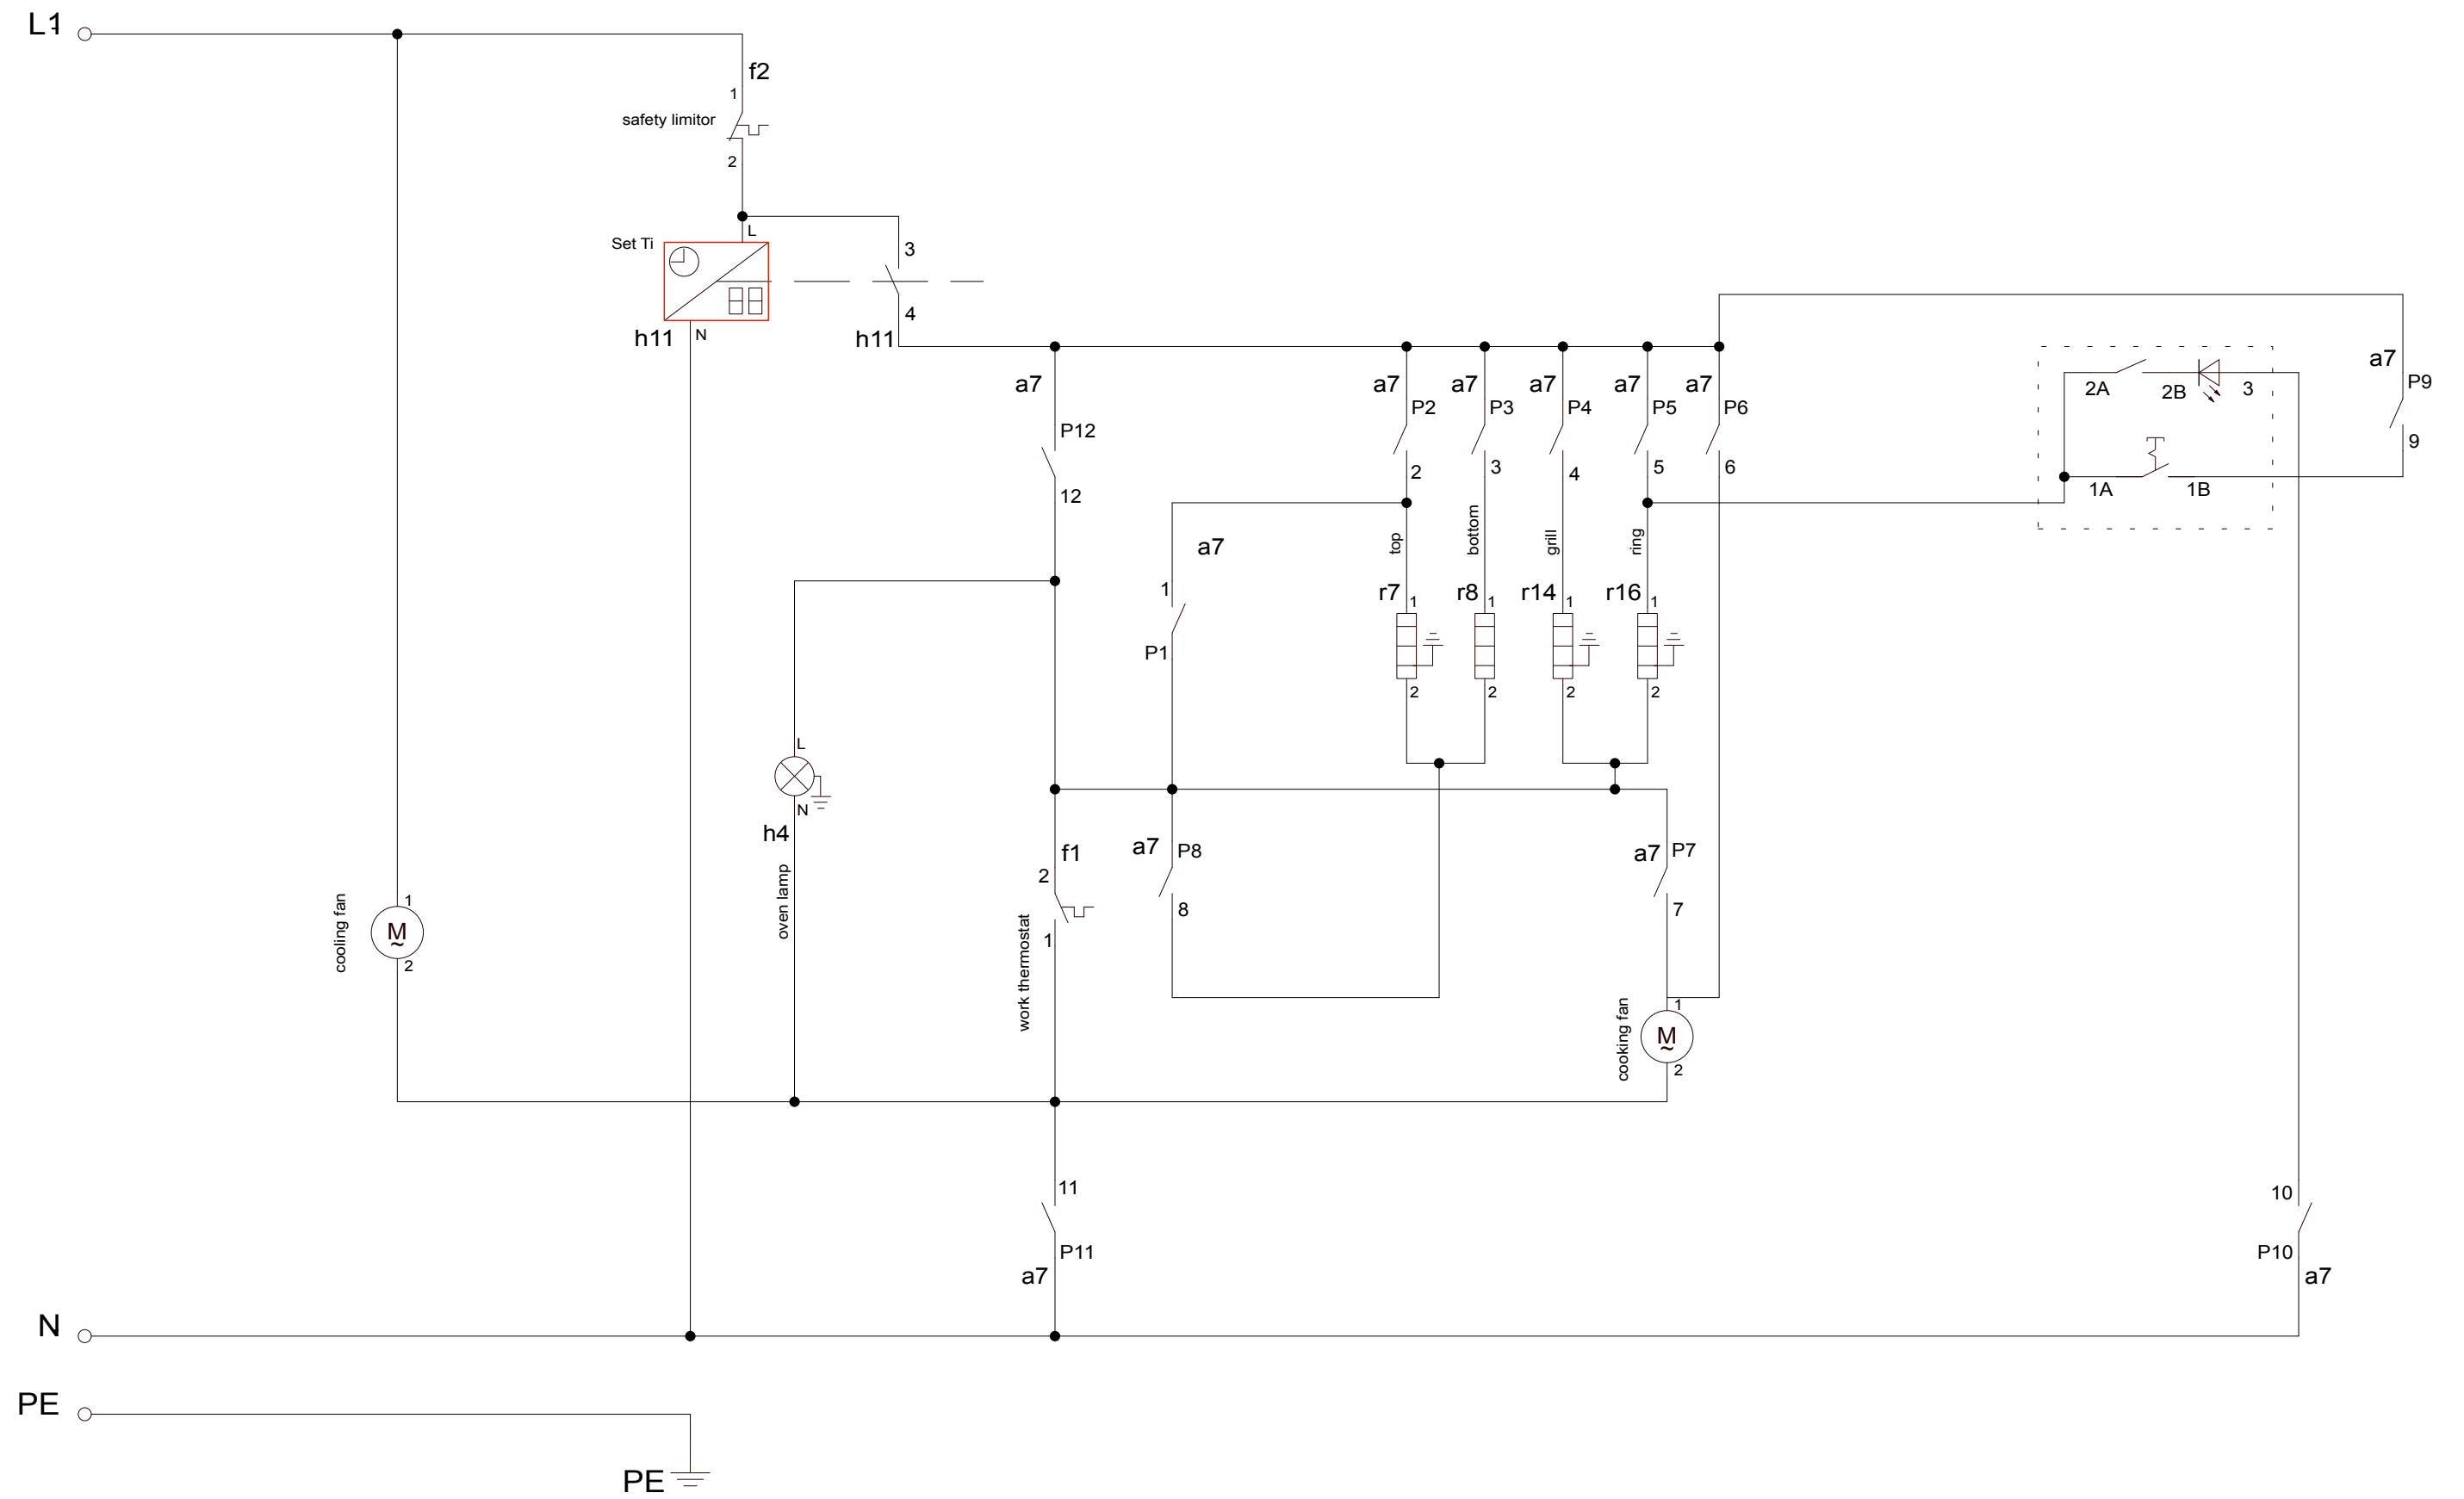 L1
f2
1
safety limitor
2
L
Set Ti
3
4
h11
N
h11
a7
a7
a7
a7
a7
a7
a7
P9
2A
2B
3
P2
P3
P4
P5
P6
P12
9
2
3
4
5
6
1A
1B
12
top
bottom
grill
ring
a7
1
r7
1
r8
1
r14
1
r16
1
P1
2
2
2
2
L
N
h4
oven lamp
a7
P8
f1
2
a7
P7
8
7
1
work thermostat
cooling fan
1
M
~
2
cooking fan
1
M
~
2
11
10
P11
P10
a7
a7
N
PE
PE